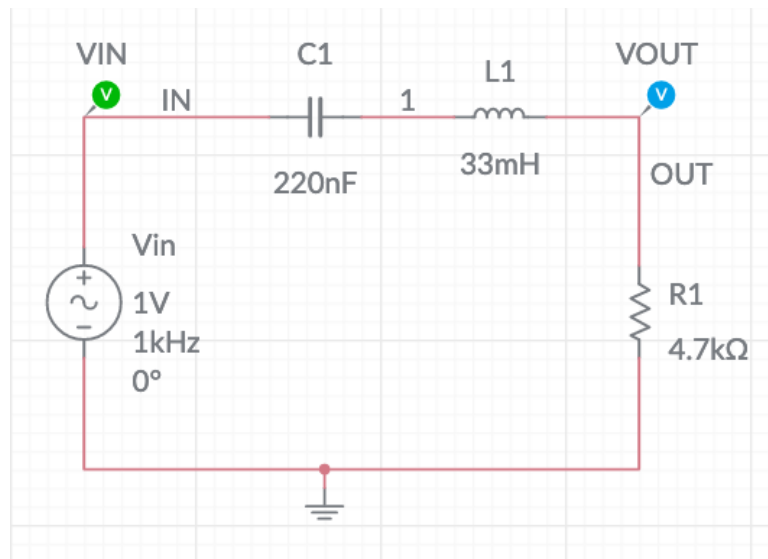 VIN
C1
VOUT
L1
V
V
IN
1
33mH
220nF
OUT
Vin
1V
1kHz
0°
R1
4.7kΩ